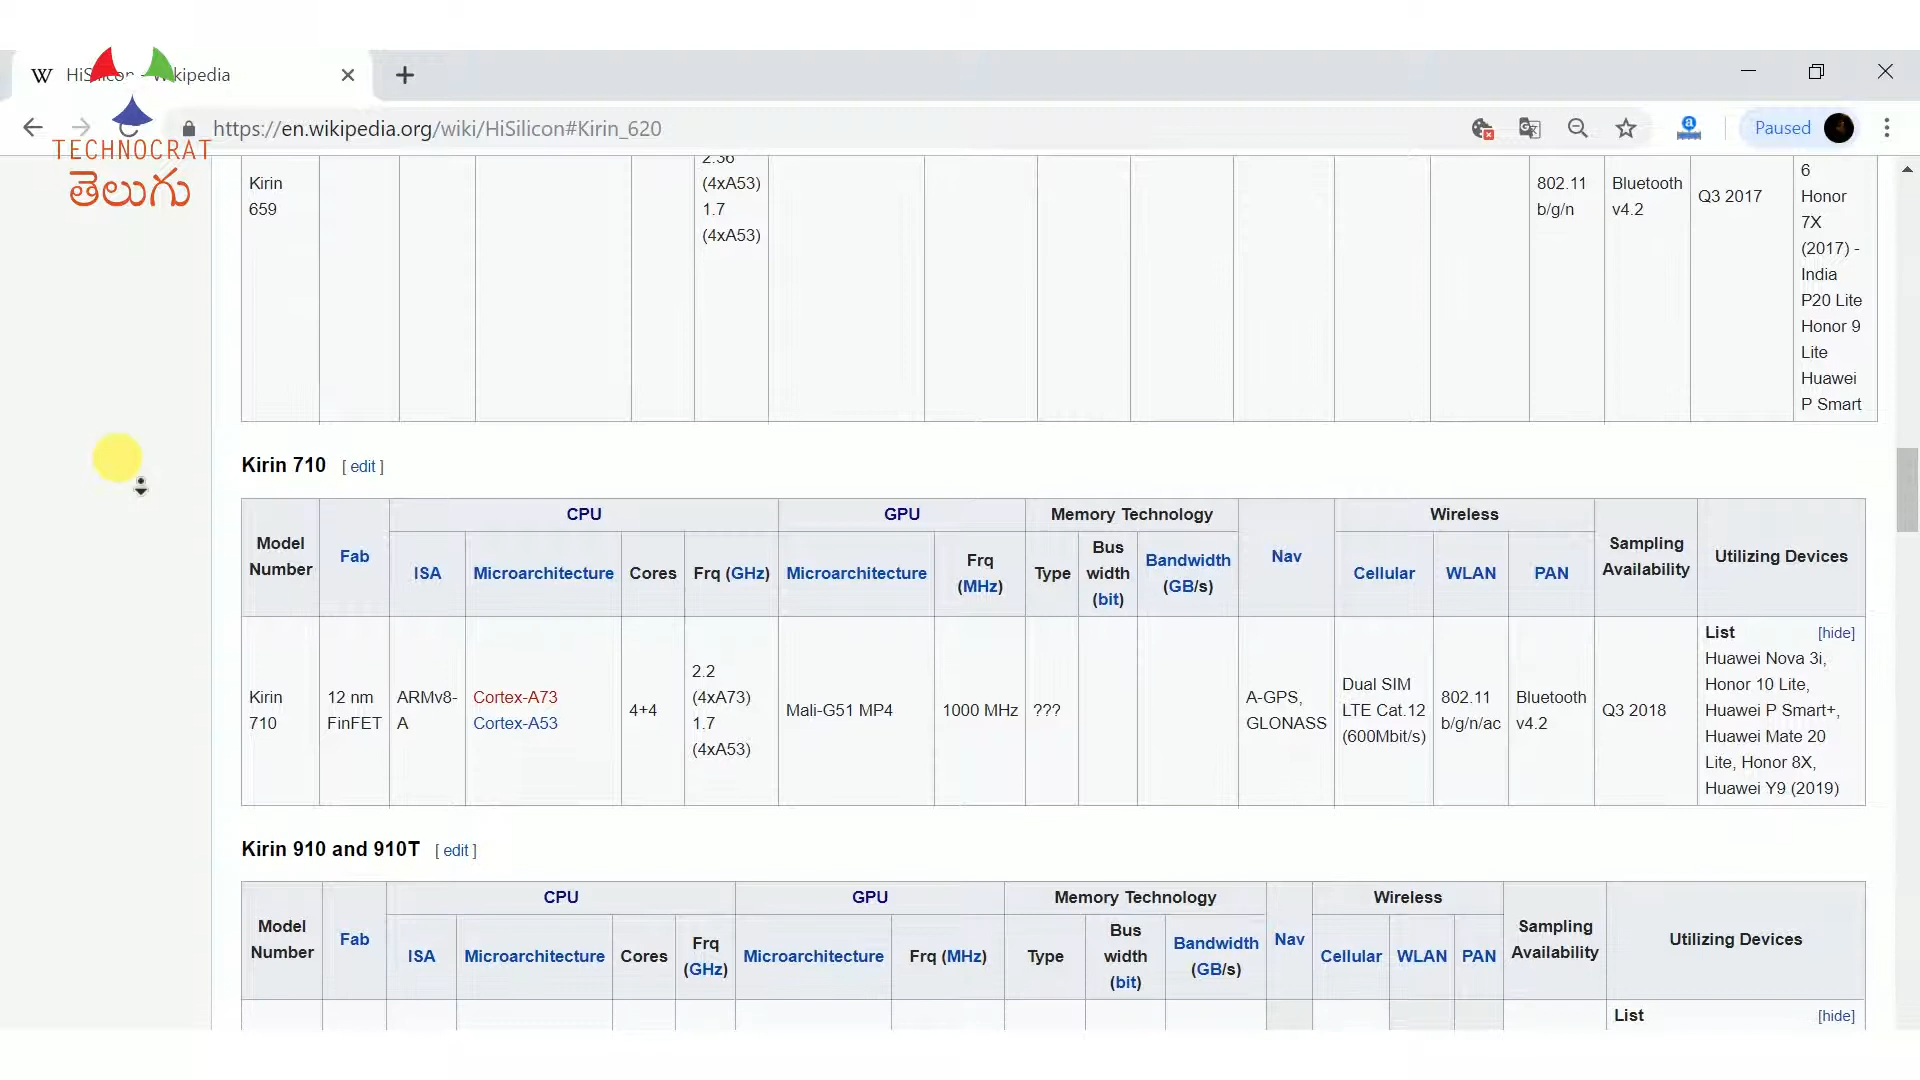 HiSilicon - Wikipedia
TECHNOCRAT
తెలుగు
https://en.wikipedia.org/wiki/HiSilicon#Kirin_620
Paused
Kirin 659
2.36 (4xA53) 1.7 (4xA53)
802.11 b/g/n
Bluetooth v4.2
Q3 2017
6
Honor
7X
(2017) -
India
P20 Lite
Honor 9
Lite
Huawei
P Smart
Kirin 710 [ edit ]
Model Number
Fab
CPU
GPU
Memory Technology
Nav
Wireless
Sampling Availability
Utilizing Devices
ISA
Microarchitecture
Cores
Frq (GHz)
Microarchitecture
Frq (MHz)
Type
Bus width (bit)
Bandwidth (GB/s)
Cellular
WLAN
PAN
Kirin 710
12 nm FinFET
ARMv8-A
Cortex-A73
Cortex-A53
4+4
2.2 (4xA73) 1.7 (4xA53)
Mali-G51 MP4
1000 MHz
???
A-GPS, GLONASS
Dual SIM LTE Cat.12 (600Mbit/s)
802.11 b/g/n/ac
Bluetooth v4.2
Q3 2018
List [hide]
Huawei Nova 3i,
Honor 10 Lite,
Huawei P Smart+,
Huawei Mate 20
Lite, Honor 8X,
Huawei Y9 (2019)
Kirin 910 and 910T [ edit ]
Model Number
Fab
CPU
GPU
Memory Technology
Nav
Wireless
Sampling Availability
Utilizing Devices
ISA
Microarchitecture
Cores
Frq (GHz)
Microarchitecture
Frq (MHz)
Type
Bus width (bit)
Bandwidth (GB/s)
Cellular
WLAN
PAN
List [hide]